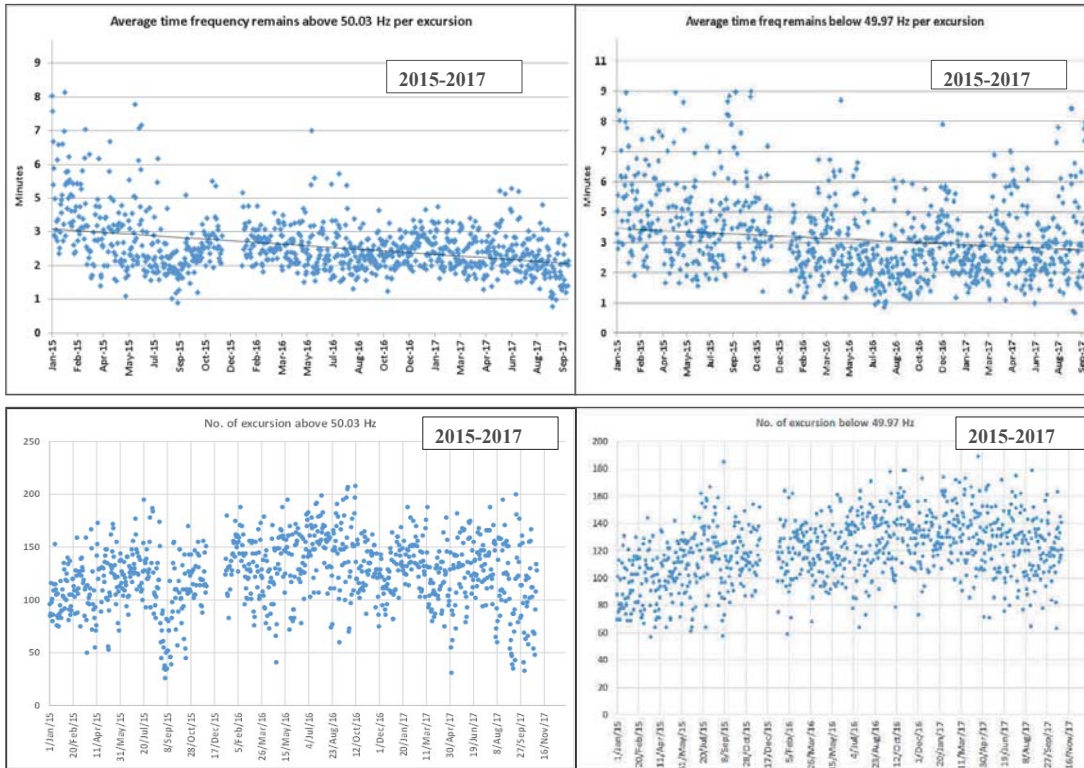 Average time frequency remains above 50.03 Hz per excursion
2015-2017
Minutes
9
8
7
6
5
3
2
1
0
Jan-15
Feb-15
Apr-15
May-15
Jul-15
Sep-15
Oct-15
Dec-15
Feb-16
Mar-16
May-16
Jul-16
Aug-16
Oct-16
Dec-16
Jan-17
Mar-17
Apr-17
Jun-17
Aug-17
Sep-17
Average time freq remains below 49.97 Hz per excursion
2015-2017
Minutes
11
9
8
7
6
5
3
2
1
0
Jan-15
Feb-15
Apr-15
May-15
Jul-15
Sep-15
Oct-15
Dec-15
Feb-16
Mar-16
May-16
Jul-16
Aug-16
Oct-16
Dec-16
Jan-17
Mar-17
Apr-17
Jun-17
Aug-17
Sep-17
No. of excursion above 50.03 Hz
2015-2017
250
200
150
100
50
0
1/Jan/15
20/Feb/15
11/Apr/15
31/May/15
20/Jul/15
8/Sep/15
28/Oct/15
17/Dec/15
5/Feb/16
26/Mar/16
15/May/16
4/Jul/16
23/Aug/16
12/Oct/16
1/Dec/16
20/Jan/17
11/Mar/17
30/Apr/17
19/Jun/17
8/Aug/17
27/Sep/17
16/Nov/17
No. of excursion below 49.97 Hz
2015-2017
200
180
160
140
120
100
80
60
40
20
0
1/Jan/15
20/Feb/15
11/Apr/15
31/May/15
20/Jul/15
8/Sep/15
28/Oct/15
17/Dec/15
5/Feb/16
26/Mar/16
15/May/16
4/Jul/16
23/Aug/16
12/Oct/16
1/Dec/16
20/Jan/17
11/Mar/17
30/Apr/17
19/Jun/17
8/Aug/17
27/Sep/17
16/Nov/17